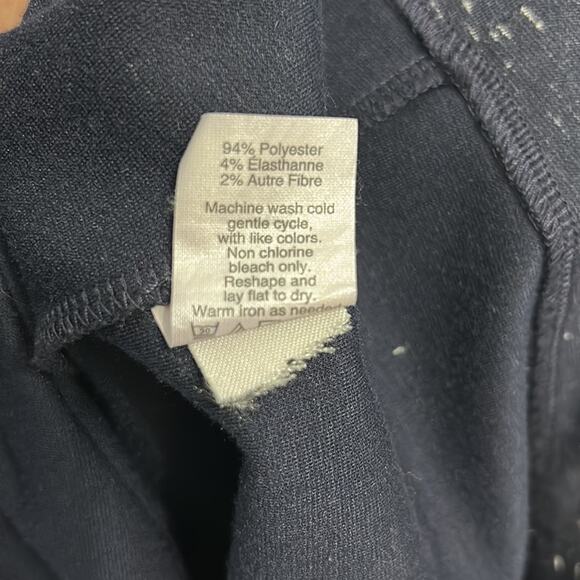 94% Polyester
4% Élasthanne
2% Autre Fibre
Machine wash cold
gentle cycle,
with like colors.
Non chlorine
bleach only.
Reshape and
lay flat to dry.
Warm iron as needed